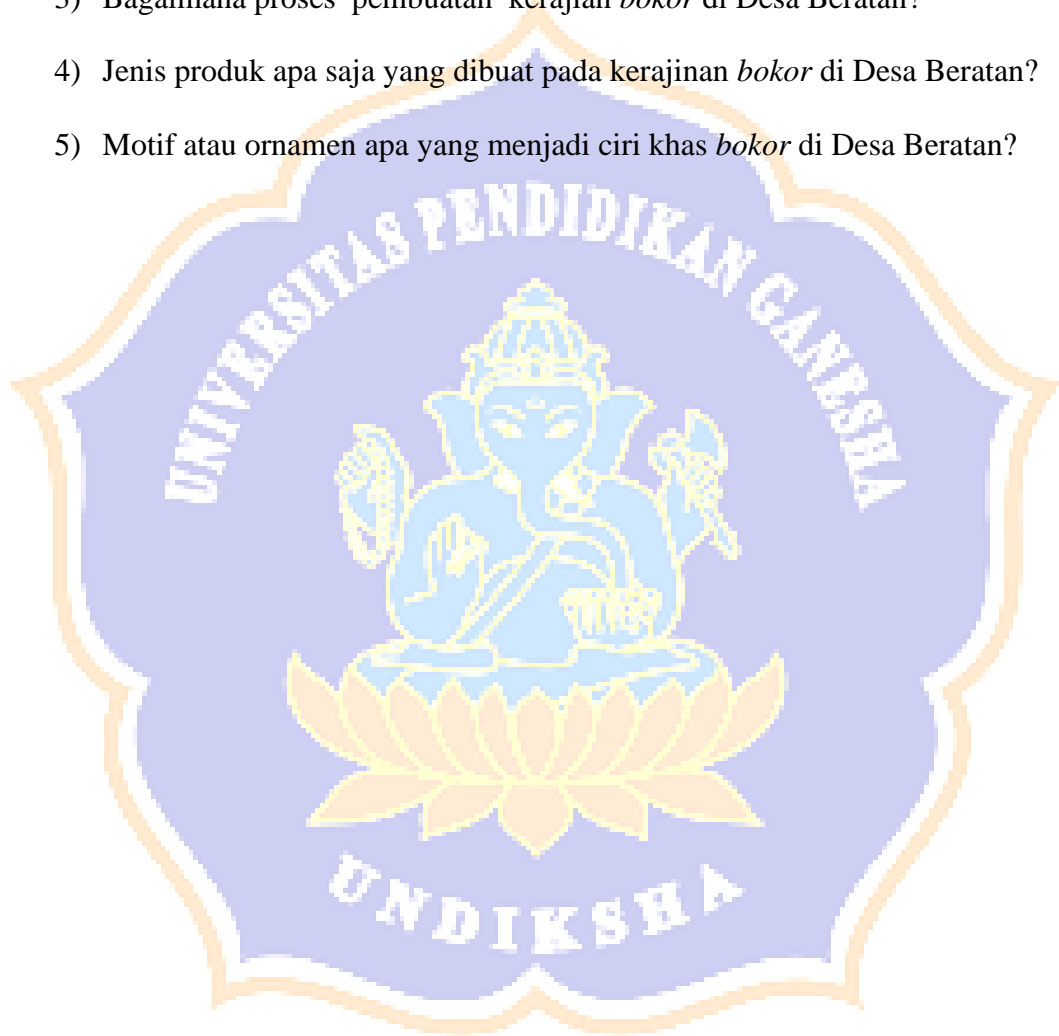 3) Bagaimana proses pembuatan kerajian bokor di Desa Beratan?
4) Jenis produk apa saja yang dibuat pada kerajinan bokor di Desa Beratan?
5) Motif atau ornamen apa yang menjadi ciri khas bokor di Desa Beratan?
UNIVERSITAS PENDIDIKAN GANESHA
UNDIKSHA